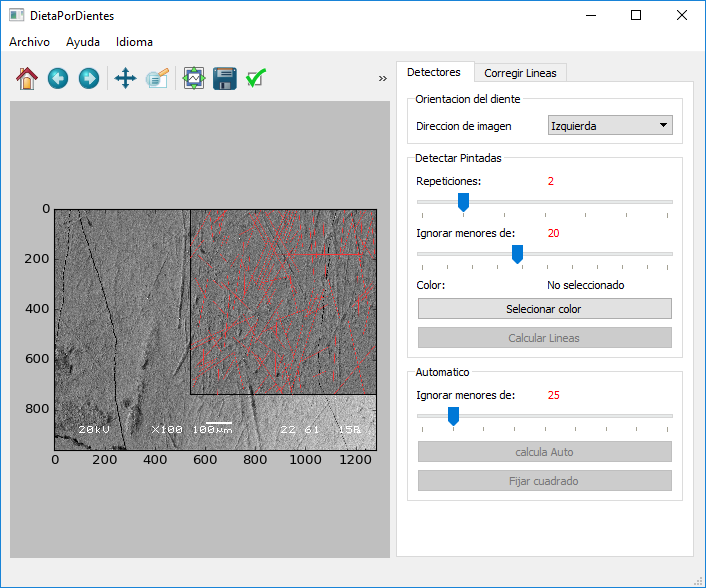 DietaPorDientes
Archivo Ayuda Idioma
»
Detectores Corregir Lineas
Orientacion del diente
Direccion de imagen Izquierda
Detectar Pintadas
Repeticiones: 2
Ignorar menores de: 20
Color: No seleccionado
Selecionar color
Calcular Lineas
Automatico
Ignorar menores de: 25
calcula Auto
Fijar cuadrado
0
200
400
600
800
20kV X100 100μm 22 61 15A
0 200 400 600 800 1000 1200